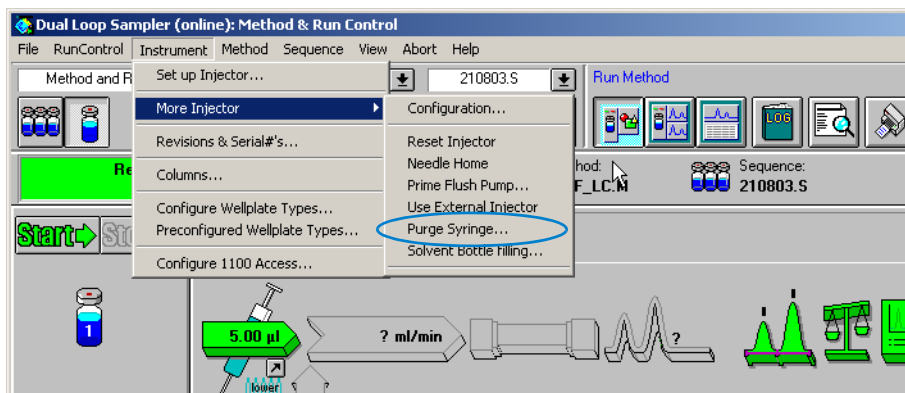 Dual Loop Sampler (online): Method & Run Control
File RunControl Instrument Method Sequence View Abort Help
Method and R
210803.S
Run Method
Set up Injector...
More Injector
Revisions & Serial#'s...
Columns...
Configure Wellplate Types...
Preconfigured Wellplate Types...
Configure 1100 Access...
Configuration...
Reset Injector
Needle Home
Prime Flush Pump...
Use External Injector
Purge Syringe...
Solvent Bottle filling...
LOG
Re
hod:
F_LC.M
Sequence:
210803.S
Start
Sto
1
5.00 µl
? ml/min
?
lower
?